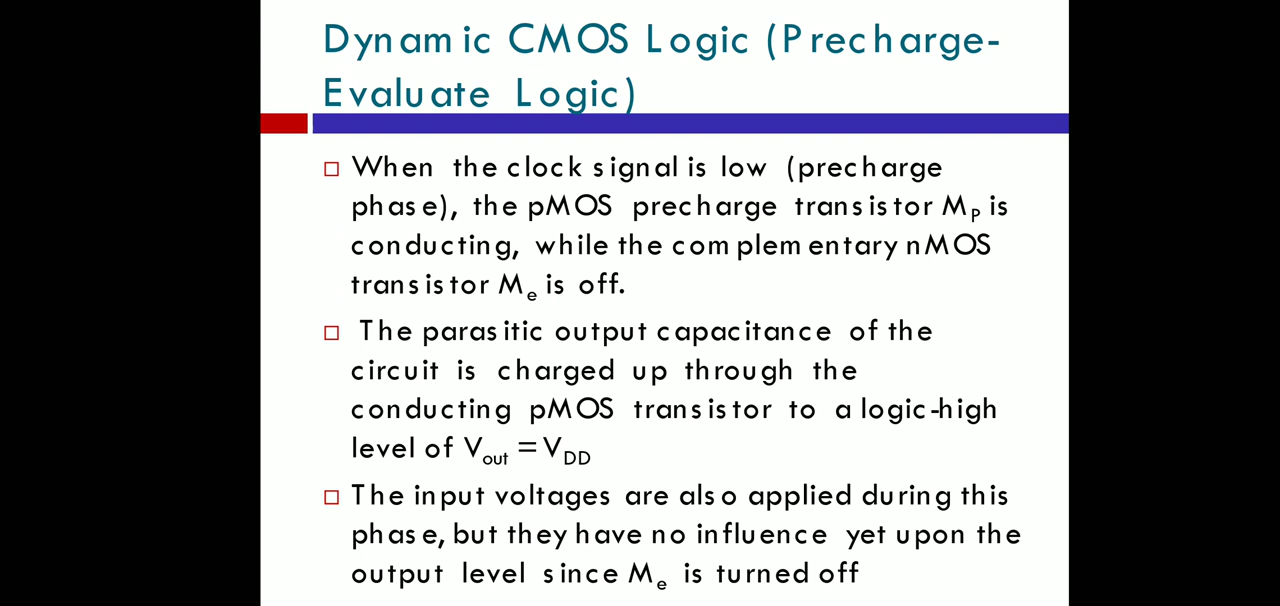 Dynamic CMOS Logic (Precharge-
Evaluate Logic)
When the clock signal is low (precharge
phase), the pMOS precharge transistor MP is
conducting, while the complementary nMOS
transistor Me is off.
The parasitic output capacitance of the
circuit is charged up through the
conducting pMOS transistor to a logic-high
level of Vout = VDD
The input voltages are also applied during this
phase, but they have no influence yet upon the
output level since Me is turned off